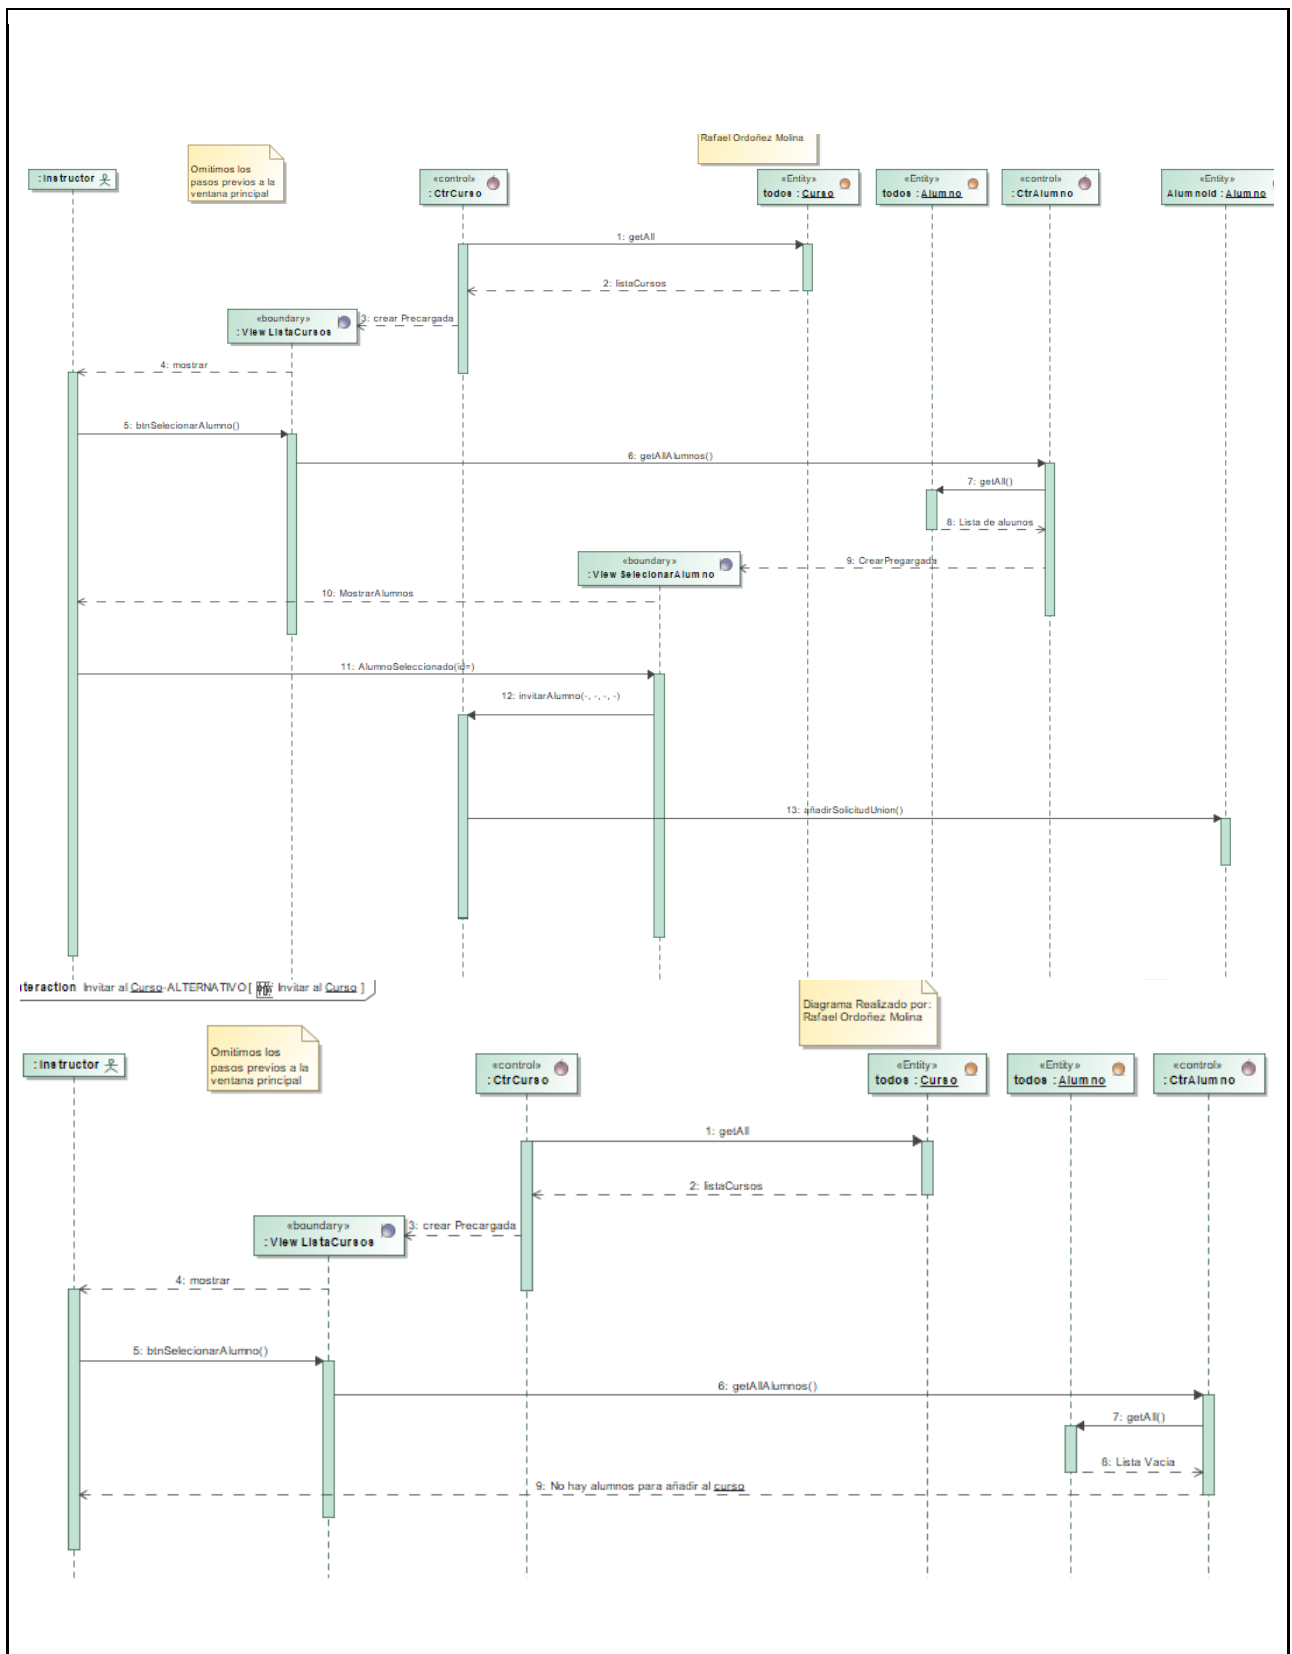 Rafael Ordoñez Molina
Omitimos los
pasos previos a la
ventana principal
: Instructor
«control»
: CtrCurso
«Entity»
todos : Curso
«Entity»
todos : Alumno
«control»
: CtrAlumno
«Entity»
AlumnoId : Alumno
1: getAll
2: listaCursos
«boundary»
: View ListaCursos
3: crear Precargada
4: mostrar
5: btnSelecionarAlumno()
6: getAllAlumnos()
7: getAll()
8: Lista de aluunos
«boundary»
: View SelecionarAlumno
9: CrearPregargada
10: MostrarAlumnos
11: AlumnoSeleccionado(id=)
12: invitarAlumno(-, -, -, -)
13: añadirSolicitudUnion()
nteraction Invitar al Curso-ALTERNATIVO [ Invitar al Curso ]
Diagrama Realizado por:
Rafael Ordoñez Molina
Omitimos los
pasos previos a la
ventana principal
: Instructor
«control»
: CtrCurso
«Entity»
todos : Curso
«Entity»
todos : Alumno
«control»
: CtrAlumno
1: getAll
2: listaCursos
«boundary»
: View ListaCursos
3: crear Precargada
4: mostrar
5: btnSelecionarAlumno()
6: getAllAlumnos()
7: getAll()
8: Lista Vacia
9: No hay alumnos para añadir al curso